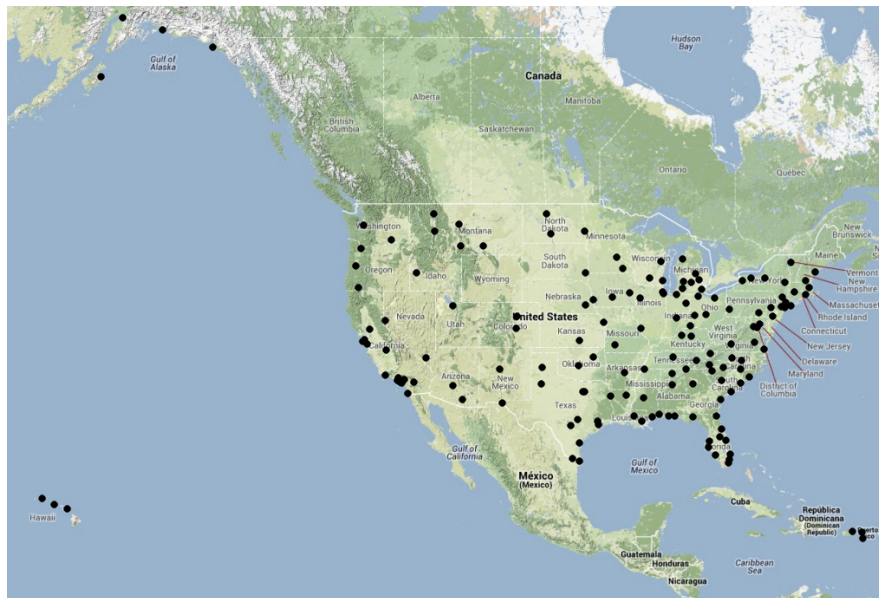 Hudson
Bay
Gulf of
Alaska
Canada
Alberta
Manitoba
British
Columbia
Saskatchewan
Ontario
Québec
New
Brunswick
Washington
Montana
North
Dakota
Minnesota
Maine
Oregon
Idaho
South
Dakota
Wisconsin
Michigan
New York
Vermont
New
Hampshire
Wyoming
Iowa
Illinois
Nebraska
Pennsylvania
Ohio
Massachuset
Rhode Island
Connecticut
Nevada
Utah
Colorado
United States
Kansas
Missouri
Indiana
West
Virginia
Virginia
Kentucky
New Jersey
Delaware
Maryland
District of
Columbia
California
Arizona
New
Mexico
Oklahoma
Arkansas
Tennessee
Mississippi
Alabama
South
Carolina
Georgia
Texas
Gulf of
California
Gulf of
Mexico
México
(Mexico)
Cuba
República
Dominicana
(Dominican
Republic)
Hawaii
Guatemala
Honduras
Nicaragua
Caribbean
Sea